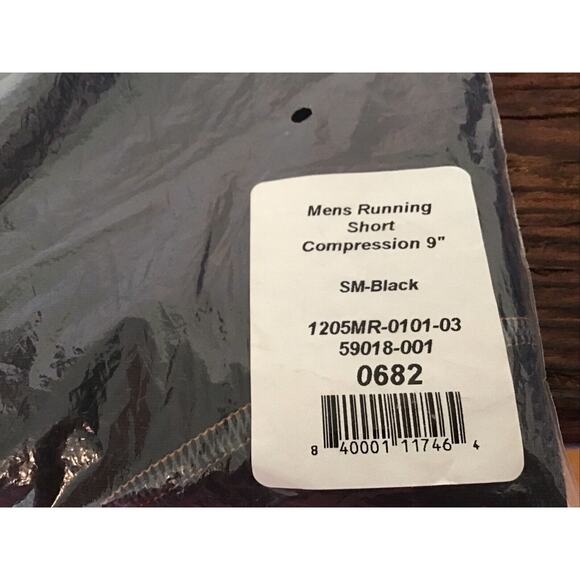 Mens Running
Short
Compression 9"
SM-Black
1205MR-0101-03
59018-001
0682
8 40001 11746 4